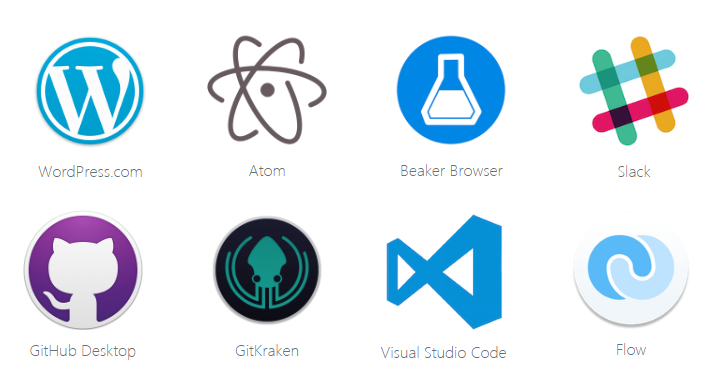 WordPress.com
Atom
Beaker Browser
Slack
GitHub Desktop
GitKraken
Visual Studio Code
Flow